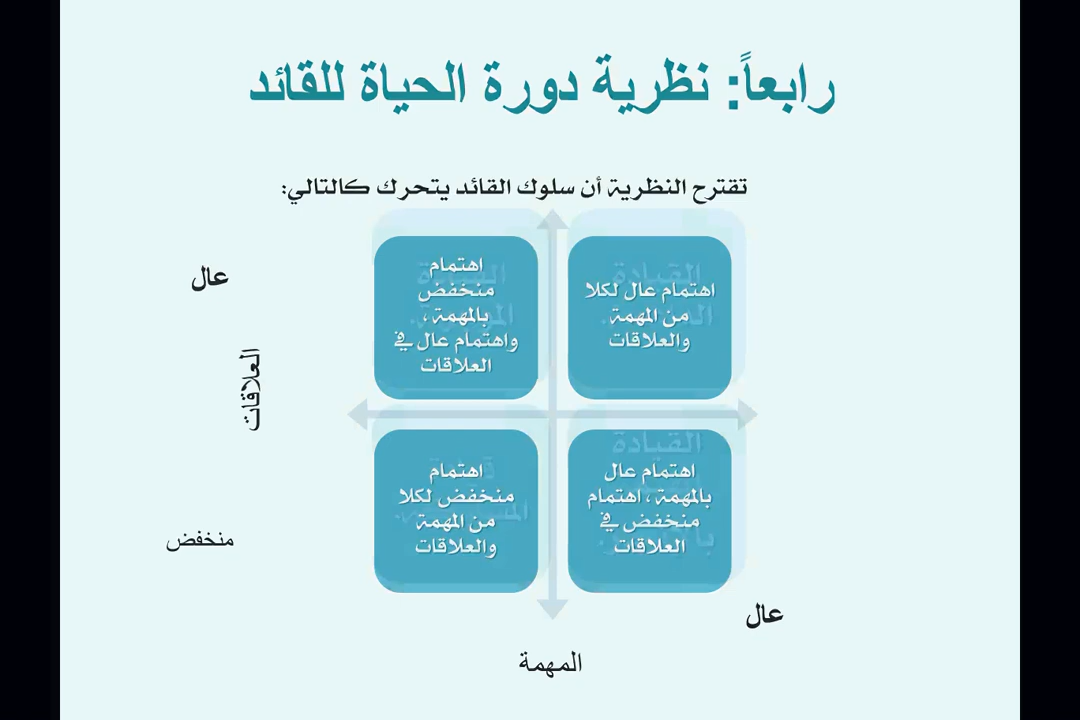 رابعاً: نظرية دورة الحياة للقائد
تقترح النظرية أن سلوك القائد يتحرك كالتالي:
اهتمام عال لكلا
من المهمة
والعلاقات
اهتمام
منخفض
بالمهمة ،
واهتمام عال في
العلاقات
عال
العلاقات
اهتمام عال
بالمهمة ، اهتمام
منخفض في
العلاقات
اهتمام
منخفض لكلا
من المهمة
والعلاقات
منخفض
عال
المهمة